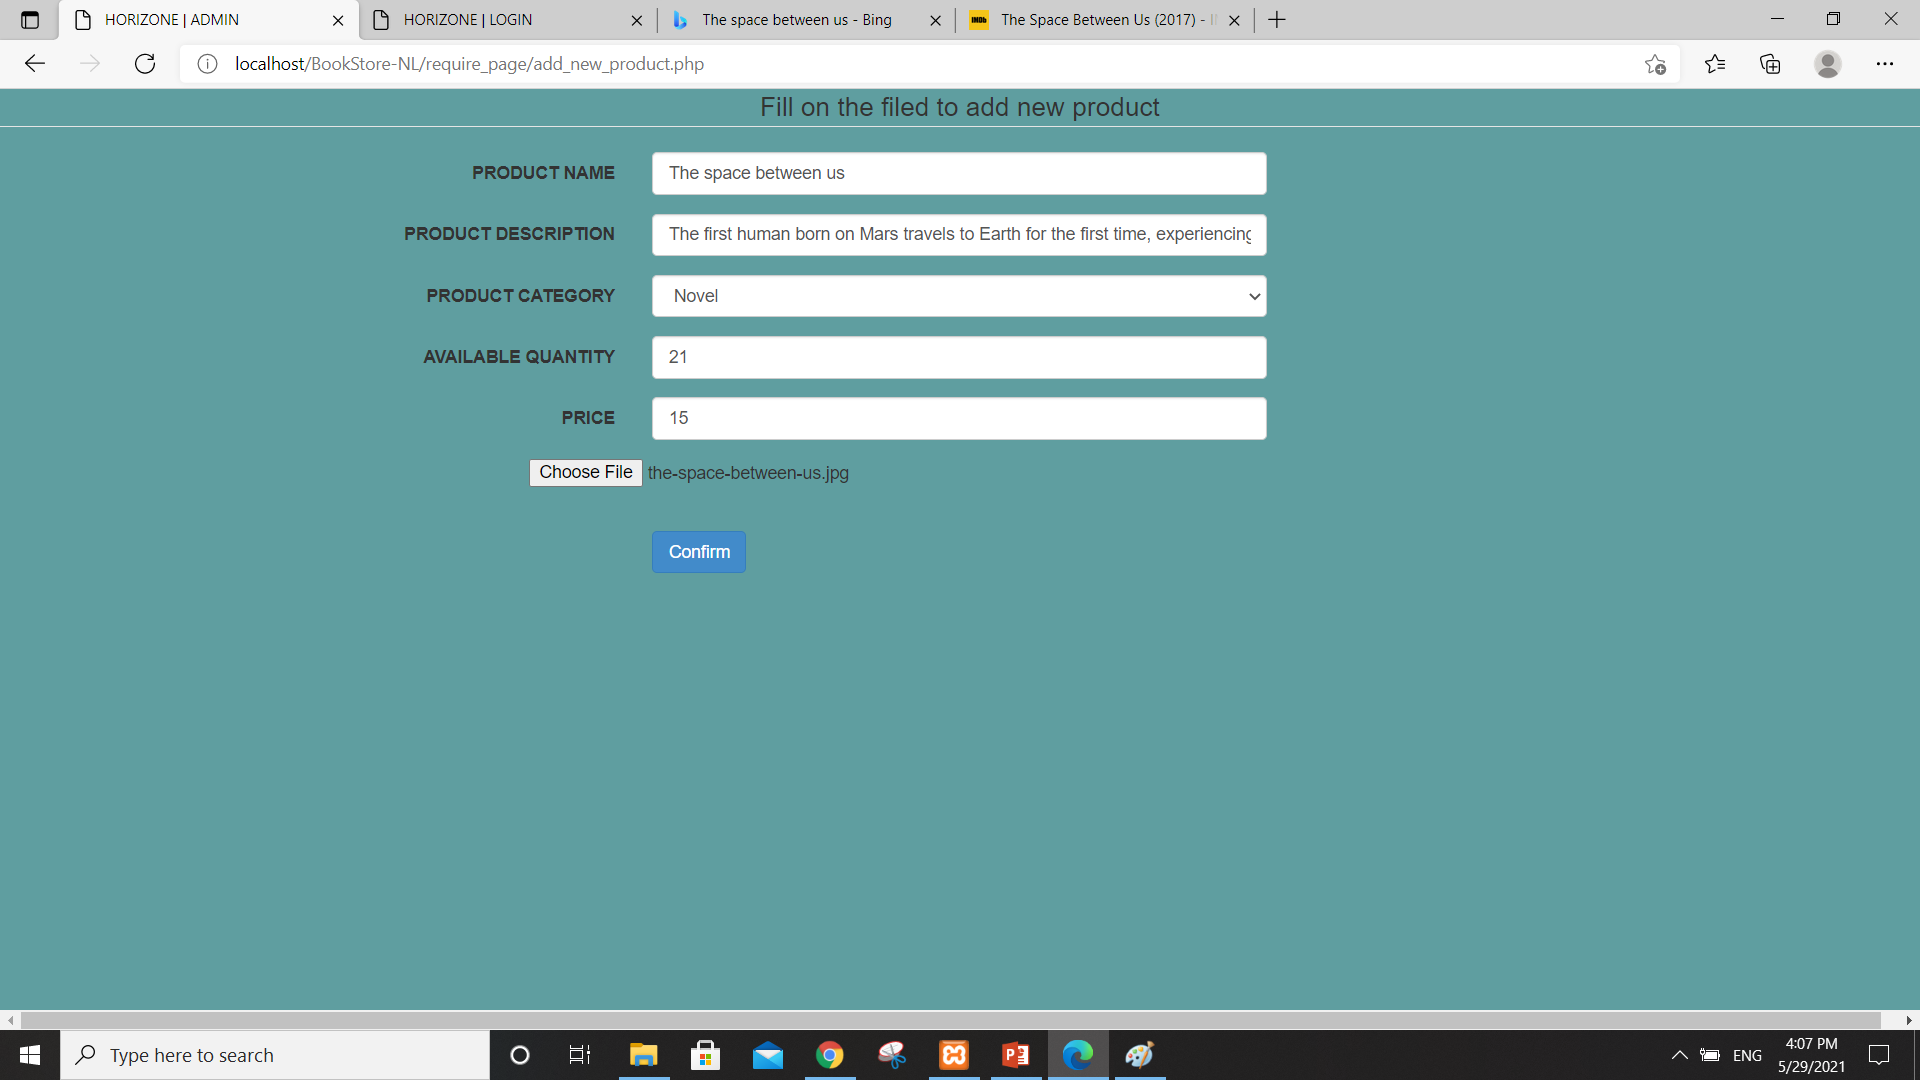 HORIZONE | ADMIN
HORIZONE | LOGIN
The space between us - Bing
IMDb
The Space Between Us (2017) - I
localhost/BookStore-NL/require_page/add_new_product.php
Fill on the filed to add new product
PRODUCT NAME The space between us
PRODUCT DESCRIPTION The first human born on Mars travels to Earth for the first time, experiencing
PRODUCT CATEGORY Novel
AVAILABLE QUANTITY 21
PRICE 15
Choose File the-space-between-us.jpg
Confirm
Type here to search
ENG
4:07 PM
5/29/2021